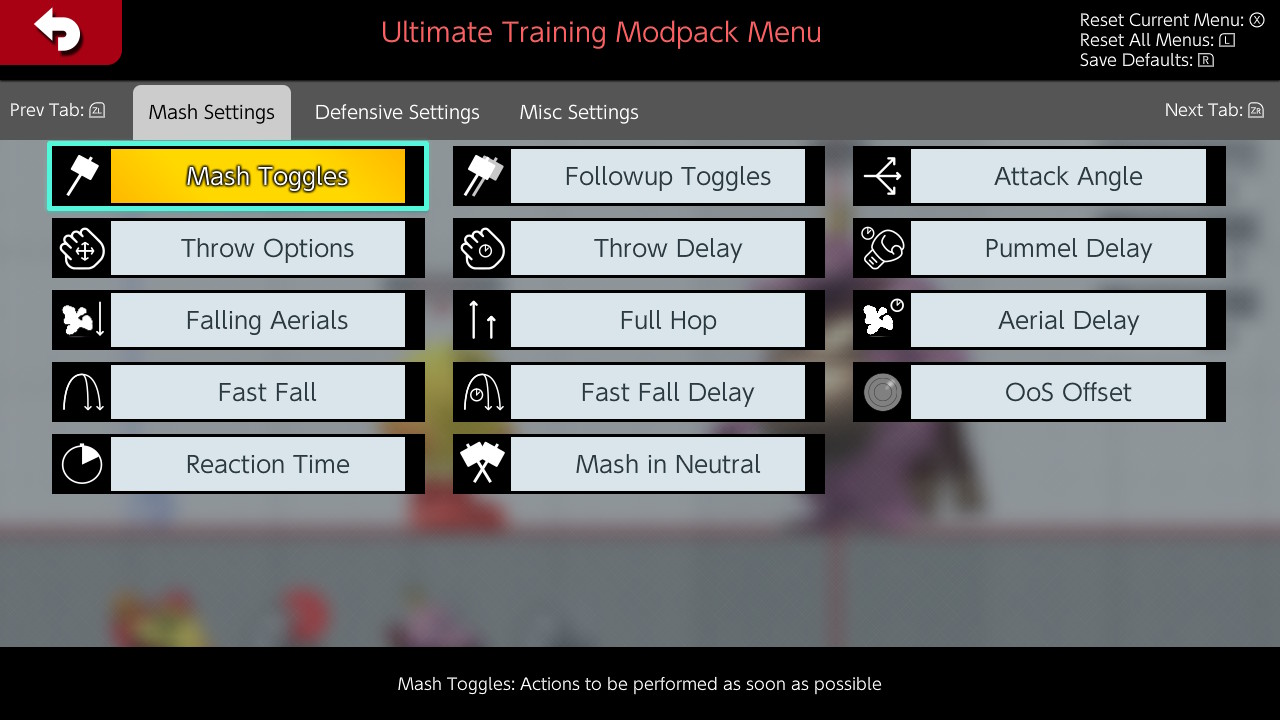 Ultimate Training Modpack Menu
Reset Current Menu: X
Reset All Menus: L
Save Defaults: R
Prev Tab: ZL
Mash Settings
Defensive Settings
Misc Settings
Next Tab: ZR
Mash Toggles
Followup Toggles
Attack Angle
Throw Options
Throw Delay
Pummel Delay
Falling Aerials
Full Hop
Aerial Delay
Fast Fall
Fast Fall Delay
OoS Offset
Reaction Time
Mash in Neutral
Mash Toggles: Actions to be performed as soon as possible